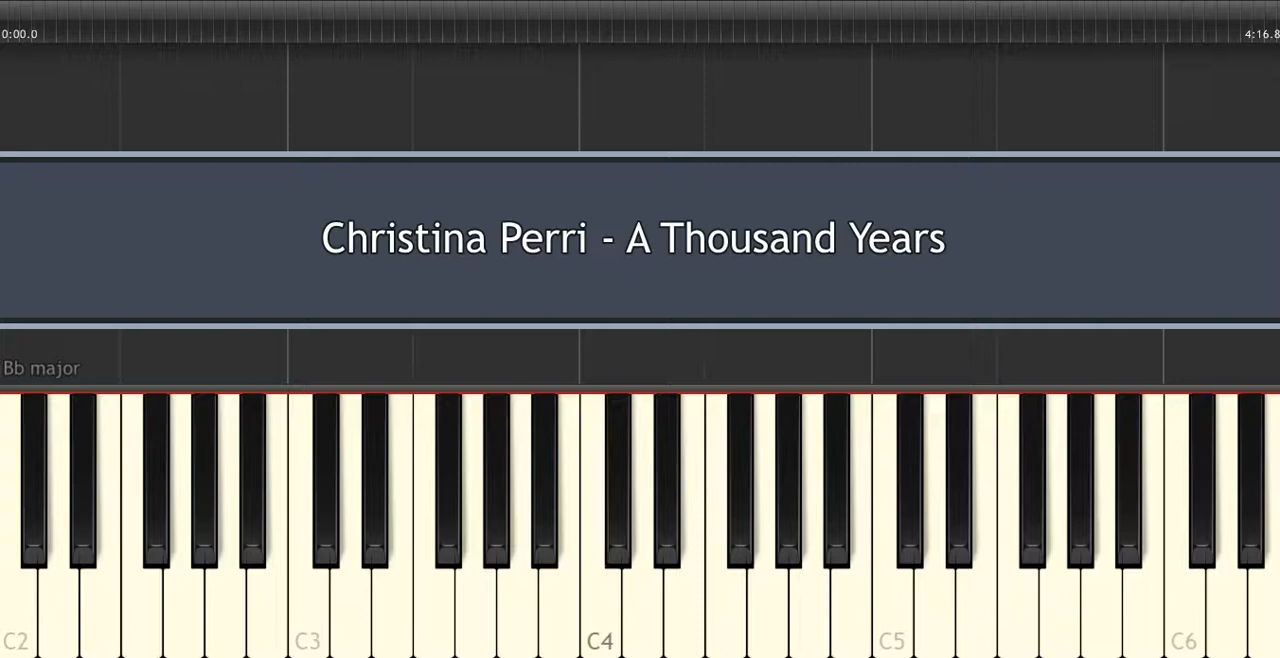 0:00.0
4:16.8
Christina Perri - A Thousand Years
Bb major
C2
C3
C4
C5
C6